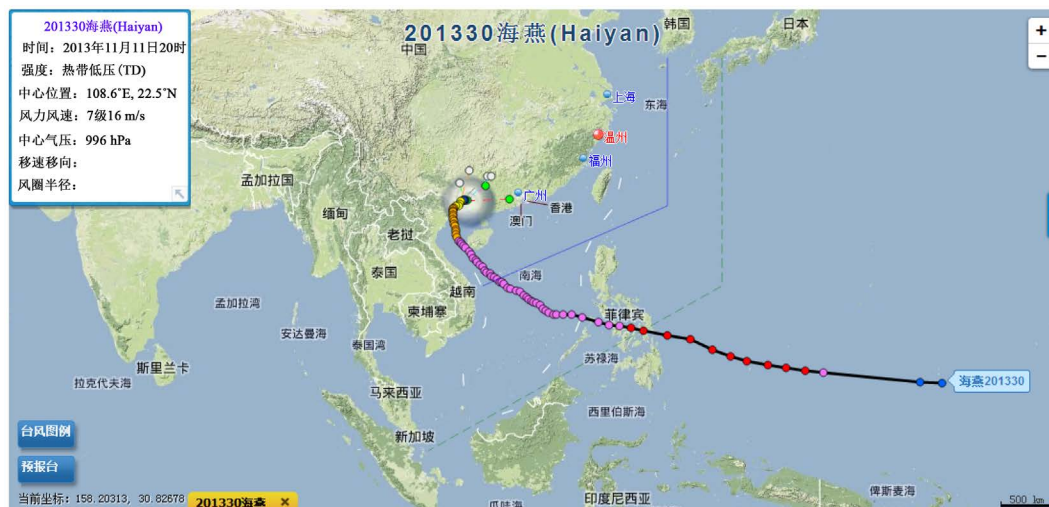 201330海燕(Haiyan)
时间：2013年11月11日20时
强度：热带低压(TD)
中心位置：108.6°E, 22.5°N
风力风速：7级16 m/s
中心气压：996 hPa
移速移向：
风圈半径：
201330海燕(Haiyan)
中国
韩国
日本
+
−
上海
东海
温州
福州
孟加拉国
广州
香港
澳门
缅甸
老挝
泰国
南海
越南
孟加拉湾
柬埔寨
菲律宾
安达曼海
泰国湾
苏禄海
斯里兰卡
拉克代夫海
海燕201330
马来西亚
西里伯斯海
新加坡
台风图例
预报台
当前坐标：158.20313, 30.82678
201330海燕 ×
爪哇海
印度尼西亚
俾斯麦海
500 km